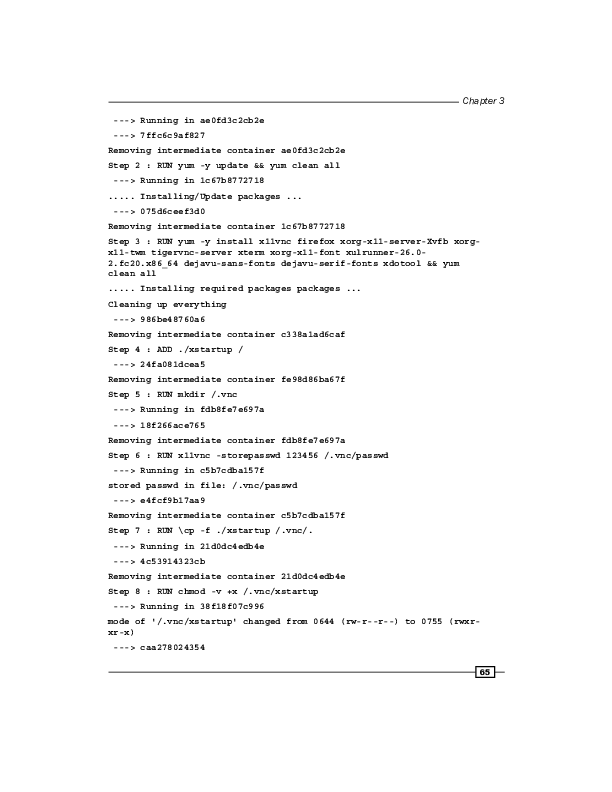 Chapter 3
---> Running in ae0fd3c2cb2e
---> 7ffc6c9af827
Removing intermediate container ae0fd3c2cb2e
Step 2 : RUN yum -y update && yum clean all
---> Running in 1c67b8772718
..... Installing/Update packages ...
---> 075d6ceef3d0
Removing intermediate container 1c67b8772718
Step 3 : RUN yum -y install x11vnc firefox xorg-x11-server-Xvfb xorg-
x11-twm tigervnc-server xterm xorg-x11-font xulrunner-26.0-
2.fc20.x86_64 dejavu-sans-fonts dejavu-serif-fonts xdotool && yum
clean all
..... Installing required packages packages ...
Cleaning up everything
---> 986be48760a6
Removing intermediate container c338a1ad6caf
Step 4 : ADD ./xstartup /
---> 24fa081dcea5
Removing intermediate container fe98d86ba67f
Step 5 : RUN mkdir /.vnc
---> Running in fdb8fe7e697a
---> 18f266ace765
Removing intermediate container fdb8fe7e697a
Step 6 : RUN x11vnc -storepasswd 123456 /.vnc/passwd
---> Running in c5b7cdba157f
stored passwd in file: /.vnc/passwd
---> e4fcf9b17aa9
Removing intermediate container c5b7cdba157f
Step 7 : RUN \cp -f ./xstartup /.vnc/.
---> Running in 21d0dc4edb4e
---> 4c53914323cb
Removing intermediate container 21d0dc4edb4e
Step 8 : RUN chmod -v +x /.vnc/xstartup
---> Running in 38f18f07c996
mode of '/.vnc/xstartup' changed from 0644 (rw-r--r--) to 0755 (rwxr-
xr-x)
---> caa278024354
65